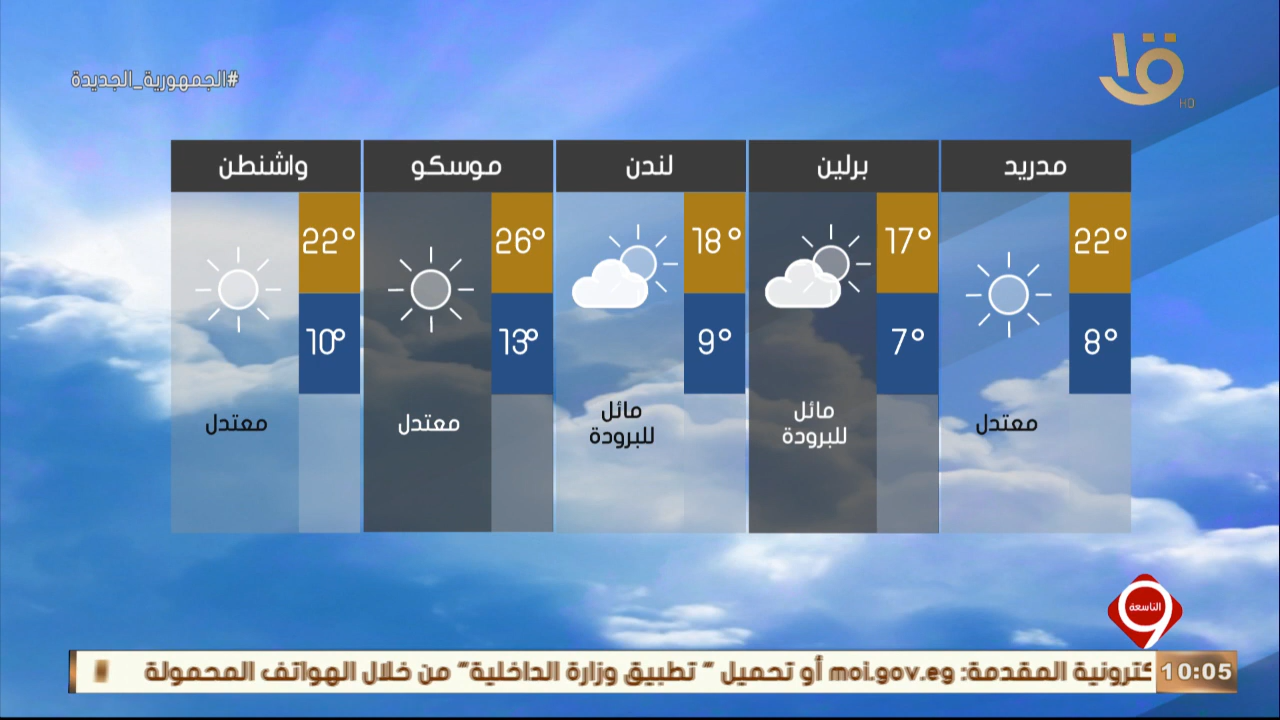 #الجمهورية_الجديدة
HD
مدريد
22°
8°
معتدل
برلين
17°
7°
مائل
للبرودة
لندن
18°
9°
مائل
للبرودة
موسكو
26°
13°
معتدل
واشنطن
22°
10°
معتدل
9
التاسعة
10:05
كترونية المقدمة: moi.gov.eg أو تحميل " تطبيق وزارة الداخلية" من خلال الهواتف المحمولة